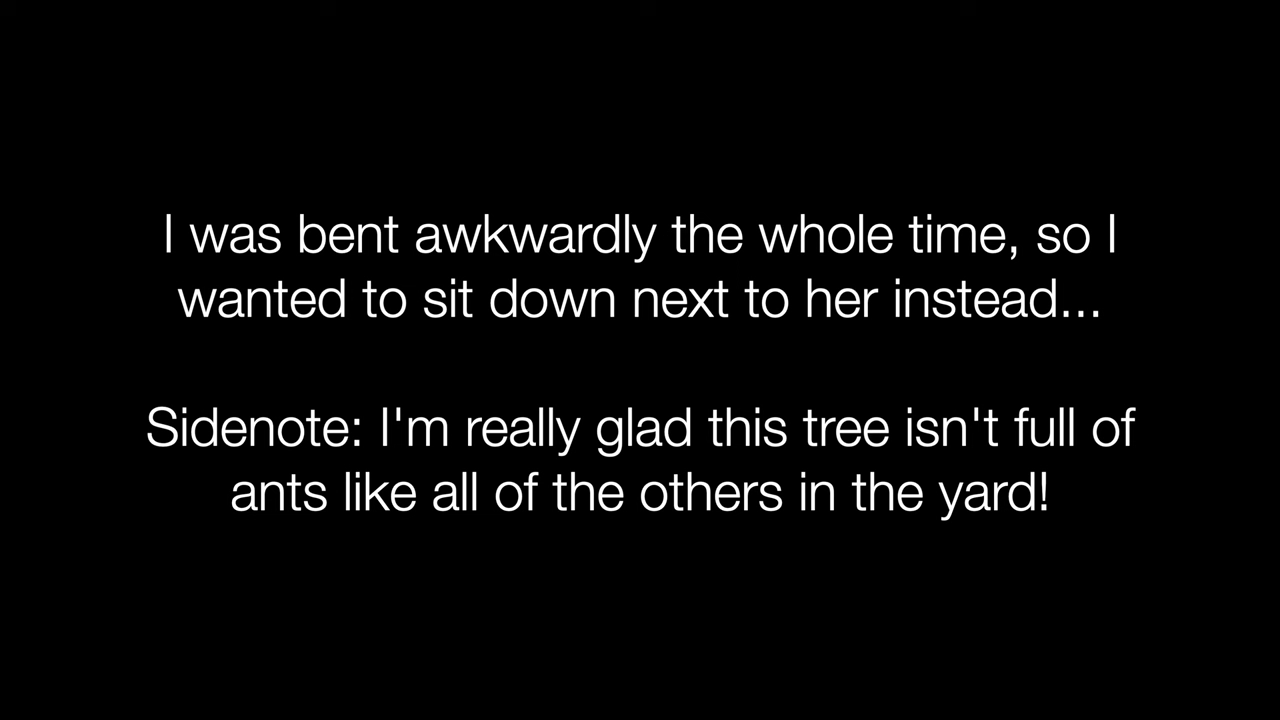 I was bent awkwardly the whole time, so I
wanted to sit down next to her instead...
Sidenote: I'm really glad this tree isn't full of
ants like all of the others in the yard!